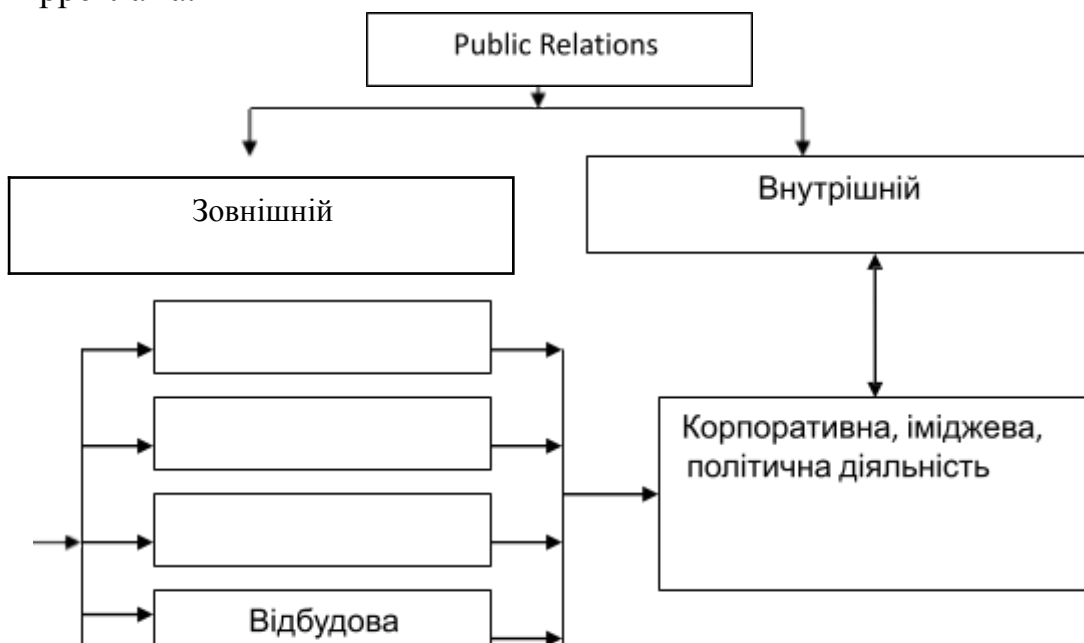 Public Relations
Зовнішній
Внутрішній
Корпоративна, іміджева,
політична діяльність
Відбудова